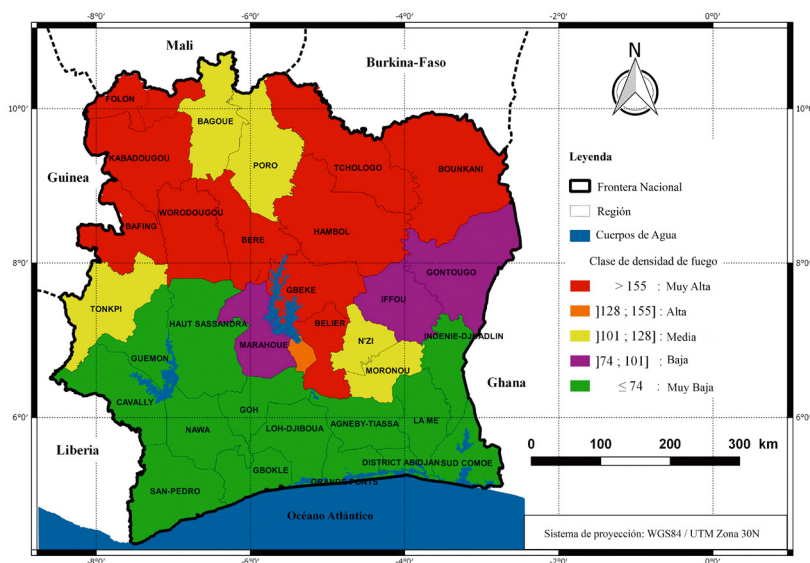 -8°0' -6°0' -4°0' -2°0' 0°0'
Mali
Burkina-Faso
N
10°0' 10°0'
FOLON
BAGOUE
KABADOUGOU
PORO
TCHOLOGO
BOUNKANI
Guinea
WORODOUGOU
BAFING
BERE
HAMBOL
8°0' 8°0'
GONTOUGO
GBEKE
IFFOU
TONKPI
HAUT SASSANDRA
BELIER
MARAHOUE
N'ZI
GUEMON
MORONOU
Ghana
CAVALLY
6°0' 6°0'
GOH
NAWA
LOH-DJIBOUA
AGNEBY-TIASSA
LA ME
Liberia
GBOKLE
DISTRICT ABIDJAN
SUD COMOE
SAN-PEDRO
GRANDS PONTS
Océano Atlántico
Leyenda
Frontera Nacional
Región
Cuerpos de Agua
Clase de densidad de fuego
> 155 : Muy Alta
]128 ; 155] : Alta
]101 ; 128] : Media
]74 ; 101] : Baja
≤ 74 : Muy Baja
0 100 200 300 km
Sistema de proyección: WGS84 / UTM Zona 30N
-8°0' -6°0' -4°0' -2°0' 0°0'